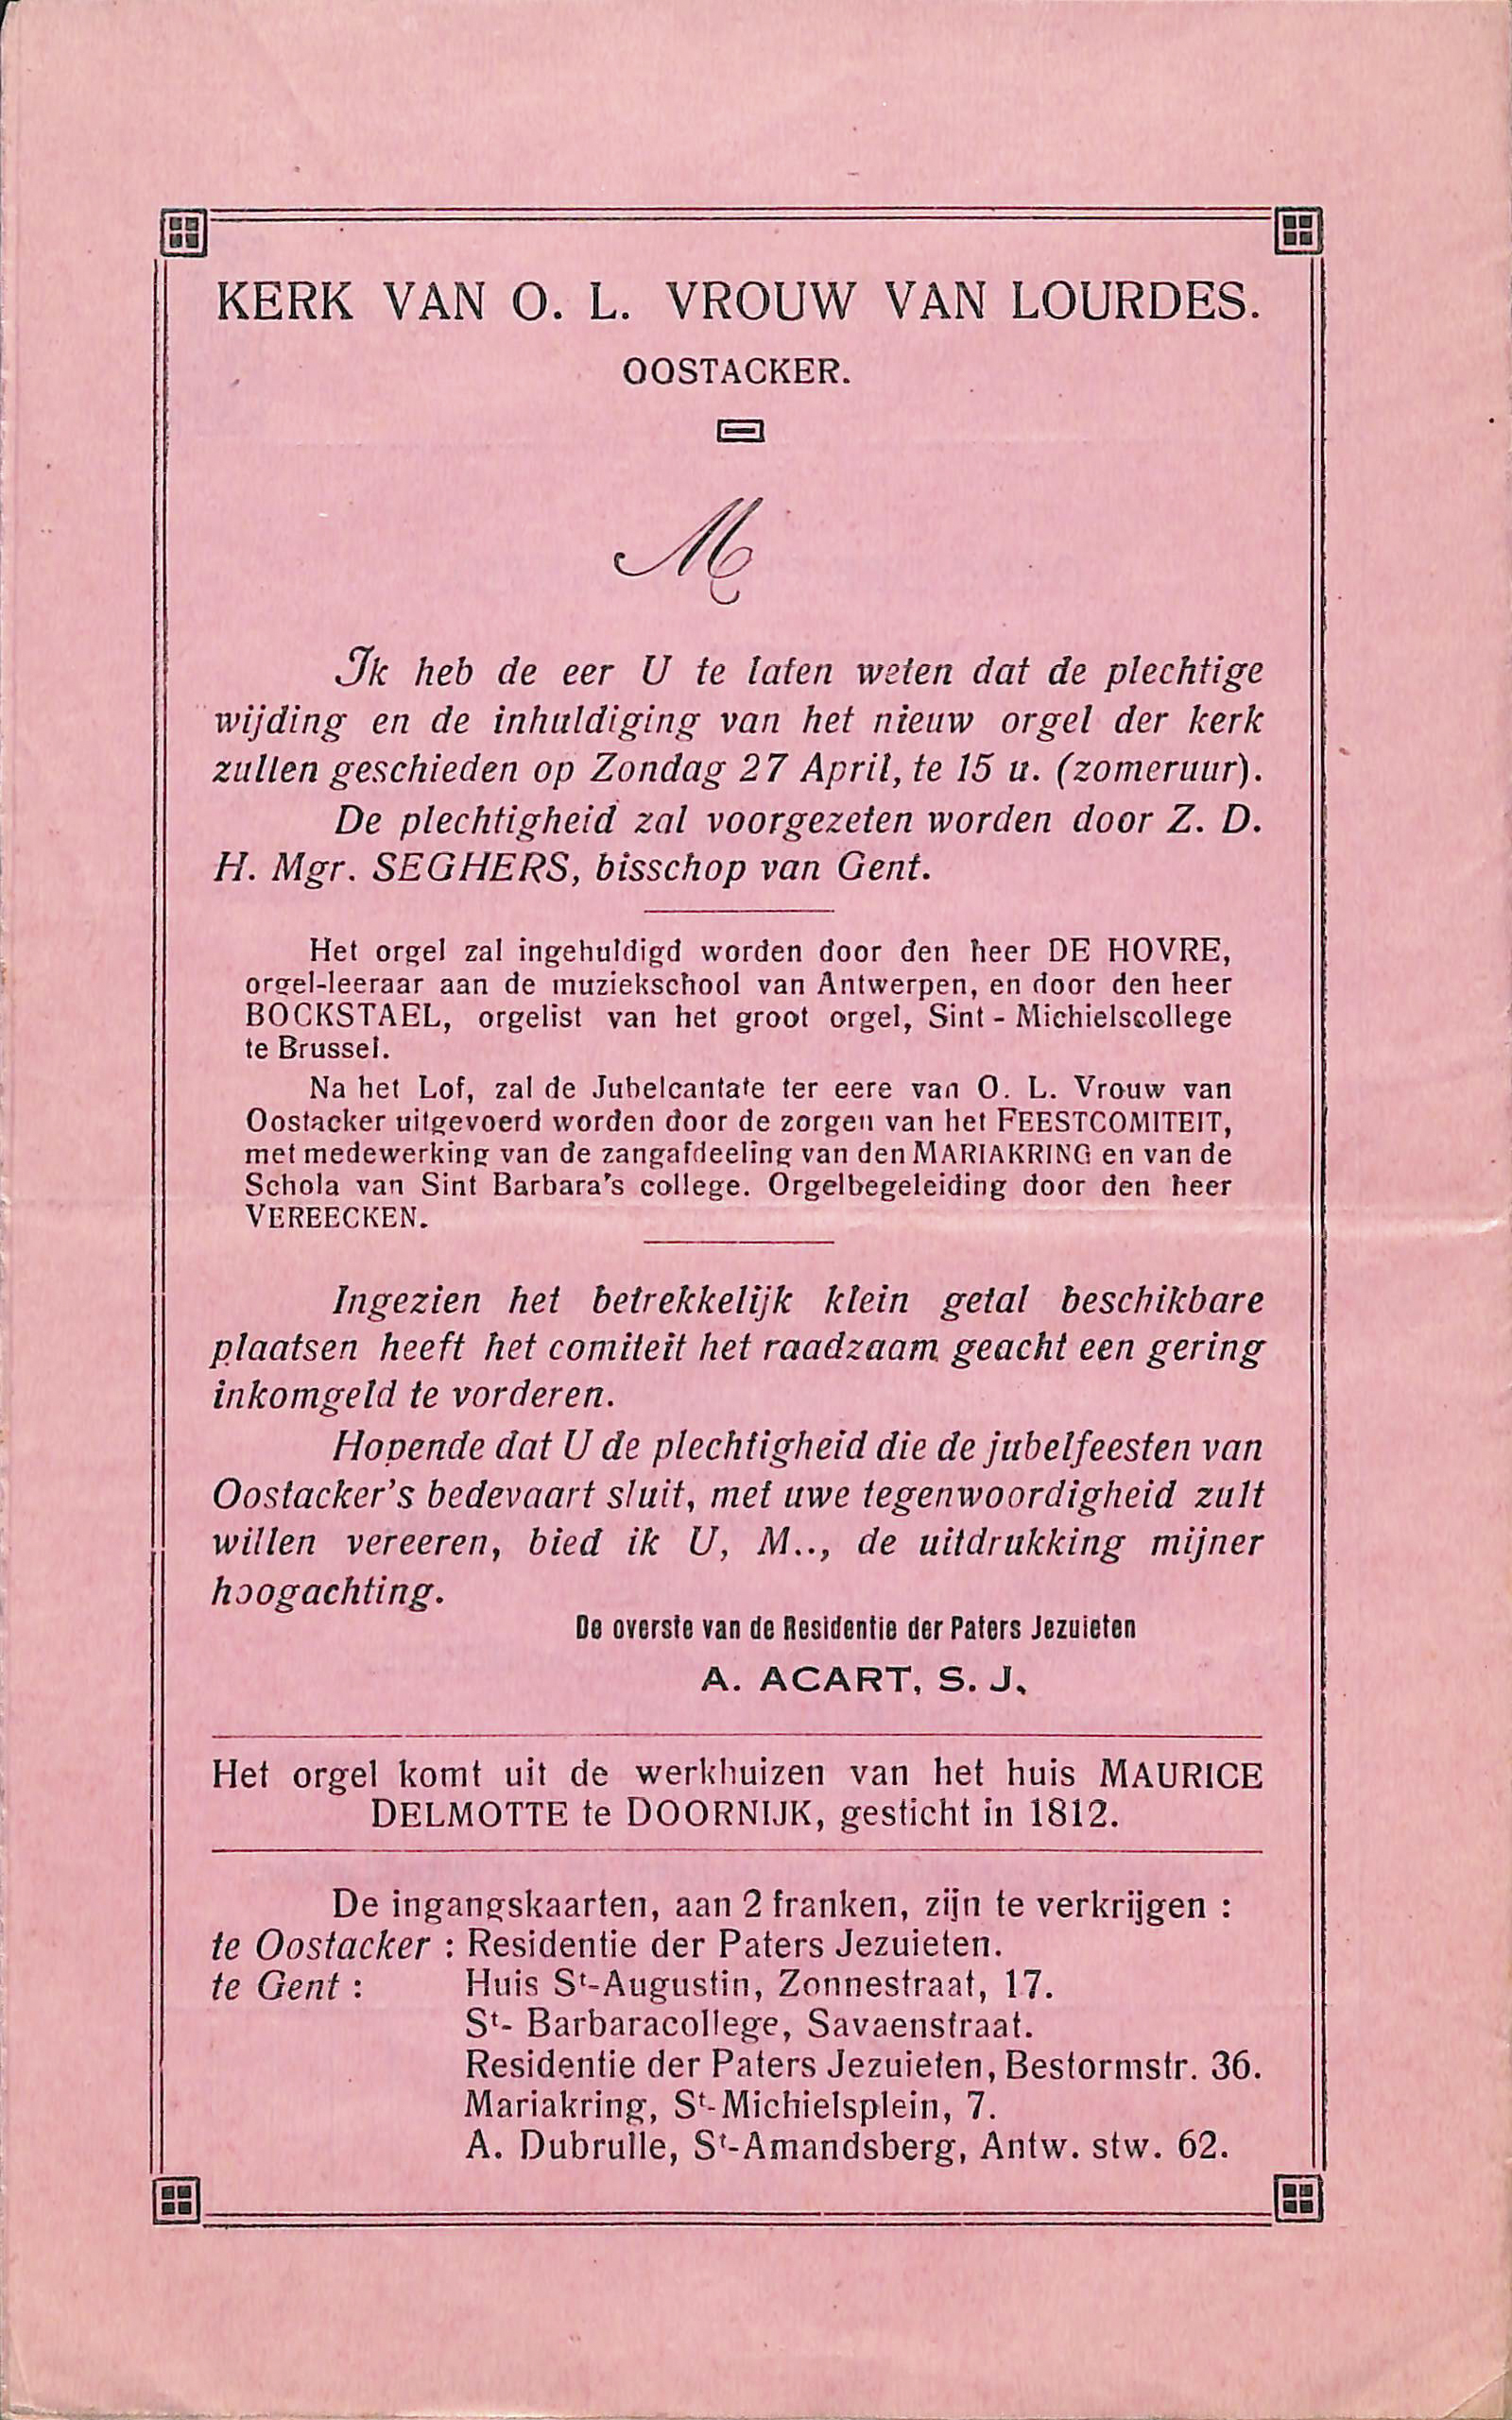 KERK VAN O. L. VROUW VAN LOURDES.
OOSTACKER.
M
Ik heb de eer U te laten weten dat de plechtige
wijding en de inhuldiging van het nieuw orgel der kerk
zullen geschieden op Zondag 27 April, te 15 u. (zomeruur).
De plechtigheid zal voorgezeten worden door Z. D.
H. Mgr. SEGHERS, bisschop van Gent.
Het orgel zal ingehuldigd worden door den heer DE HOVRE,
orgel-leeraar aan de muziekschool van Antwerpen, en door den heer
BOCKSTAEL, orgelist van het groot orgel, Sint - Michielscollege
te Brussel.
Na het Lof, zal de Jubelcantate ter eere van O. L. Vrouw van
Oostacker uitgevoerd worden door de zorgen van het FEESTCOMITEIT,
met medewerking van de zangafdeeling van den MARIAKRING en van de
Schola van Sint Barbara's college. Orgelbegeleiding door den heer
VEREECKEN.
Ingezien het betrekkelijk klein getal beschikbare
plaatsen heeft het comiteit het raadzaam geacht een gering
inkomgeld te vorderen.
Hopende dat U de plechtigheid die de jubelfeesten van
Oostacker's bedevaart sluit, met uwe tegenwoordigheid zult
willen vereeren, bied ik U, M.., de uitdrukking mijner
hoogachting.
De overste van de Residentie der Paters Jezuieten
A. ACART, S. J.
Het orgel komt uit de werkhuizen van het huis MAURICE
DELMOTTE te DOORNIJK, gesticht in 1812.
De ingangskaarten, aan 2 franken, zijn te verkrijgen :
te Oostacker : Residentie der Paters Jezuieten.
te Gent : Huis St-Augustin, Zonnestraat, 17.
St- Barbaracollege, Savaenstraat.
Residentie der Paters Jezuieten, Bestormstr. 36.
Mariakring, St-Michielsplein, 7.
A. Dubrulle, St-Amandsberg, Antw. stw. 62.